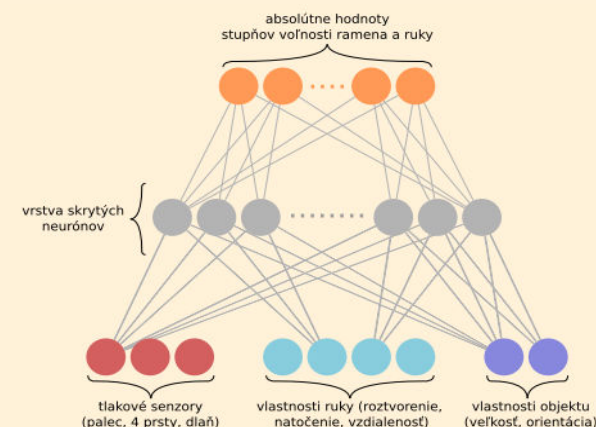 absolútne hodnoty
stupňov voľnosti ramena a ruky
vrstva skrytých
neurónov
tlakové senzory
(palec, 4 prsty, dlaň)
vlastnosti ruky (roztvorenie,
natočenie, vzdialenosť)
vlastnosti objektu
(veľkosť, orientácia)